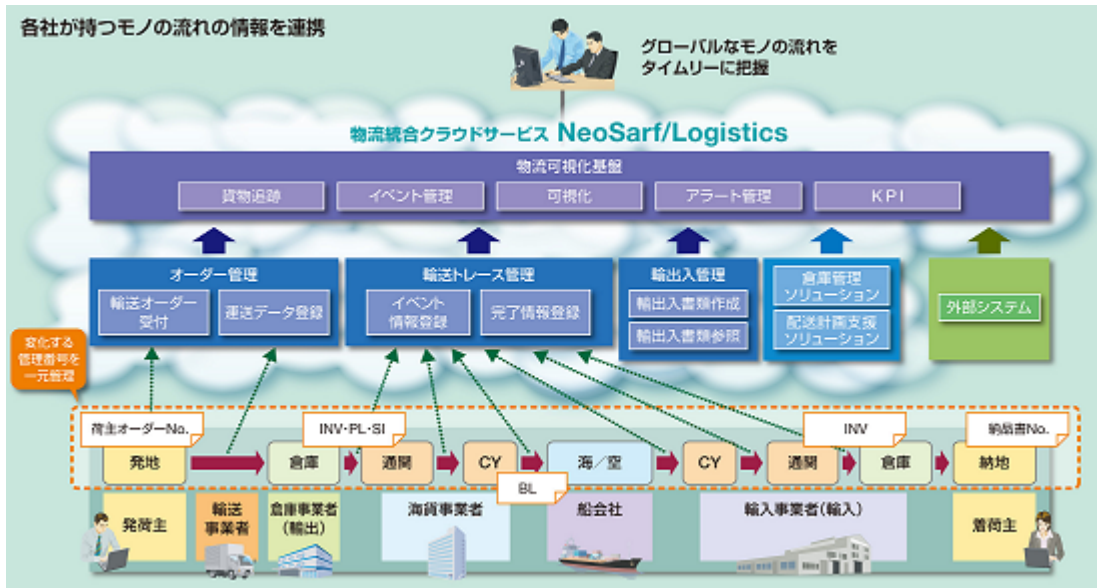 各社が持つモノの流れの情報を連携
グローバルなモノの流れを
タイムリーに把握
物流統合クラウドサービス NeoSarf/Logistics
物流可視化基盤
貨物追跡
イベント管理
可視化
アラート管理
KPI
オーダー管理
輸送オーダー
受付
運送データ登録
輸送トレース管理
イベント
情報登録
完了情報登録
輸出入管理
輸出入書類作成
輸出入書類参照
倉庫管理
ソリューション
配送計画支援
ソリューション
外部システム
変化する
管理番号を
一元管理
荷主オーダーNo.
INV・PL・SI
INV
納品書No.
発地
倉庫
通関
CY
海／空
CY
通関
倉庫
納地
BL
発荷主
輸送
事業者
倉庫事業者
(輸出)
海貨事業者
船会社
輸入事業者(輸入)
着荷主